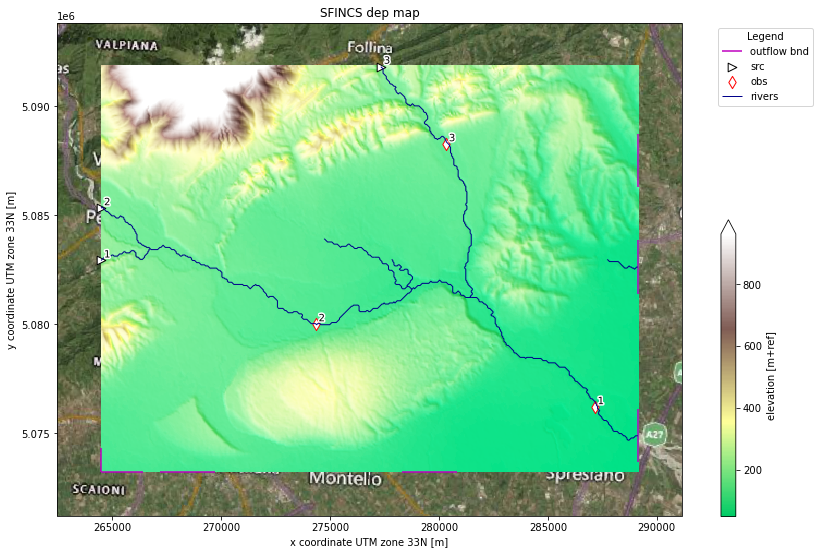 SFINCS dep map
1e6
VALPIANA
Follina
as
3
3
2
1
2
1
SCAIONI
Montello
Spresiano
A27
5.090
5.085
5.080
5.075
265000
270000
275000
280000
285000
290000
x coordinate UTM zone 33N [m]
y coordinate UTM zone 33N [m]
Legend
outflow bnd
src
obs
rivers
800
600
400
200
elevation [m+ref]